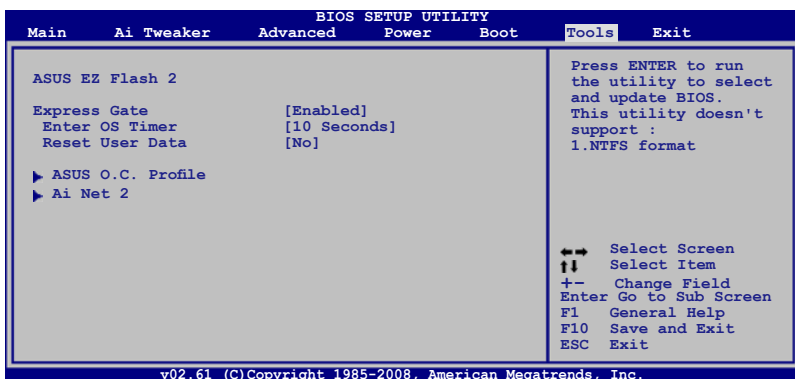 BIOS SETUP UTILITY
Main Ai Tweaker Advanced Power Boot Tools Exit
ASUS EZ Flash 2
Express Gate [Enabled]
Enter OS Timer [10 Seconds]
Reset User Data [No]
ASUS O.C. Profile
Ai Net 2
Press ENTER to run
the utility to select
and update BIOS.
This utility doesn't
support :
1.NTFS format
Select Screen
Select Item
+- Change Field
Enter Go to Sub Screen
F1 General Help
F10 Save and Exit
ESC Exit
v02.61 (C)Copyright 1985-2008, American Megatrends, Inc.